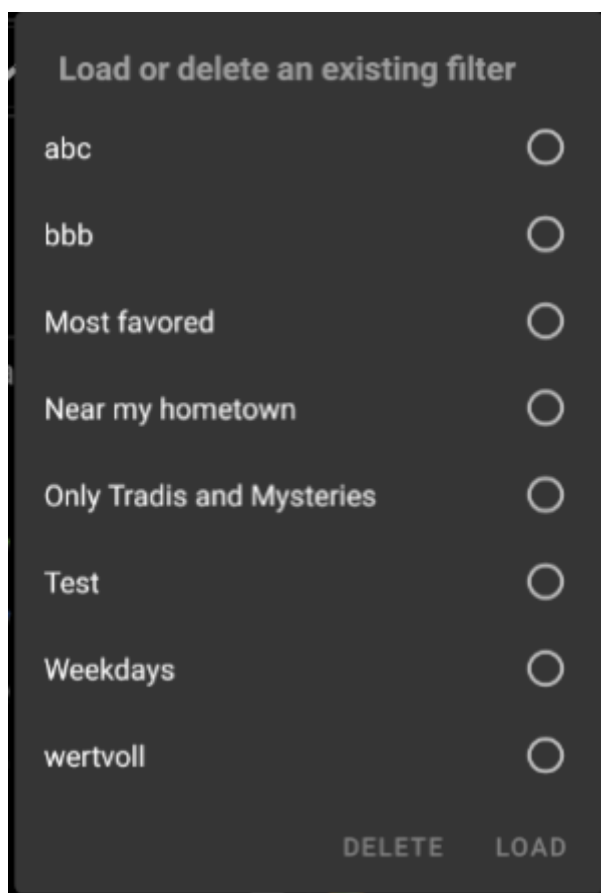 Load or delete an existing filter
abc
bbb
Most favored
Near my hometown
Only Tradis and Mysteries
Test
Weekdays
wertvoll
DELETE LOAD